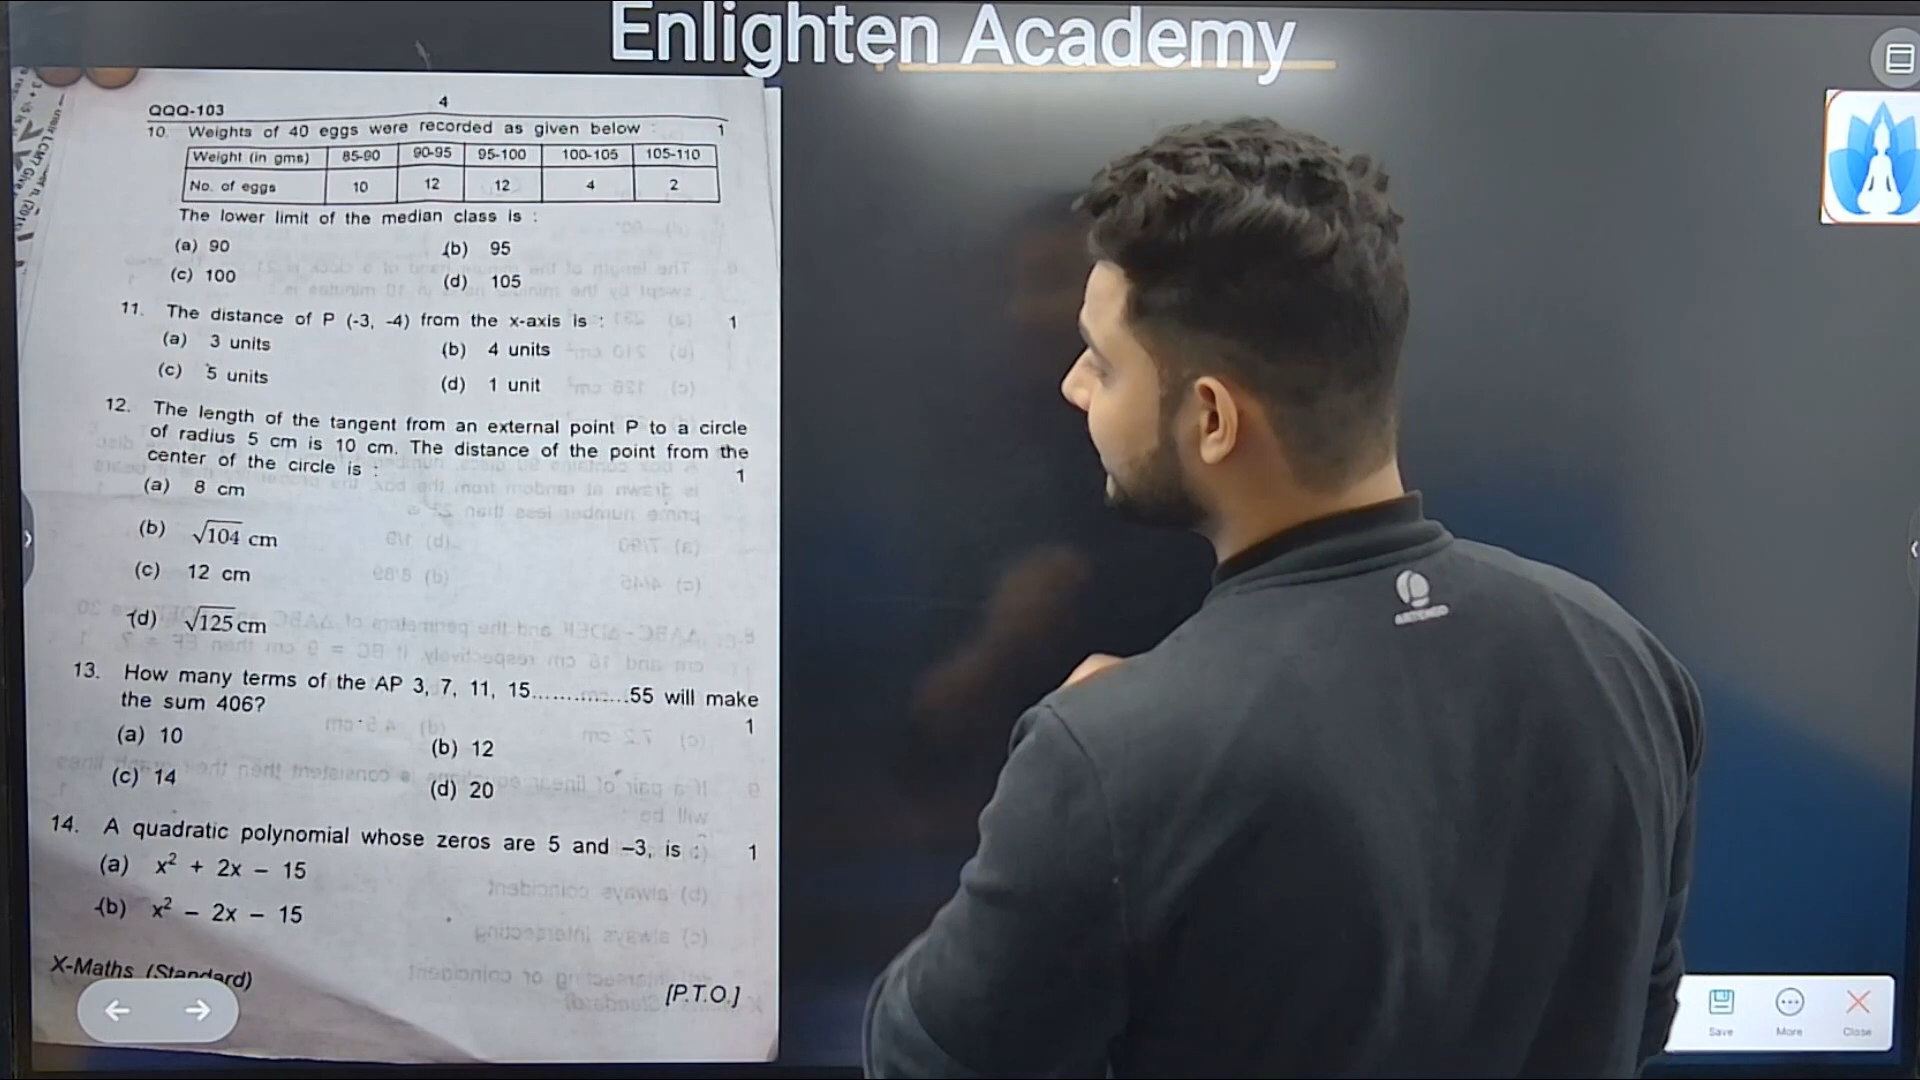 Enlighten Academy
QQQ-103
4
10. Weights of 40 eggs were recorded as given below : 1
Weight (in gms) 85-90 90-95 95-100 100-105 105-110
No. of eggs 10 12 12 4 2
The lower limit of the median class is :
(a) 90 (b) 95
(c) 100 (d) 105
11. The distance of P (-3, -4) from the x-axis is : 1
(a) 3 units (b) 4 units
(c) 5 units (d) 1 unit
12. The length of the tangent from an external point P to a circle
of radius 5 cm is 10 cm. The distance of the point from the
center of the circle is : 1
(a) 8 cm
(b) √104 cm
(c) 12 cm
(d) √125 cm
13. How many terms of the AP 3, 7, 11, 15..............55 will make
the sum 406? 1
(a) 10 (b) 12
(c) 14 (d) 20
14. A quadratic polynomial whose zeros are 5 and –3, is : 1
(a) x² + 2x – 15
(b) x² – 2x – 15
X-Maths (Standard)
[P.T.O.]
Save More Close